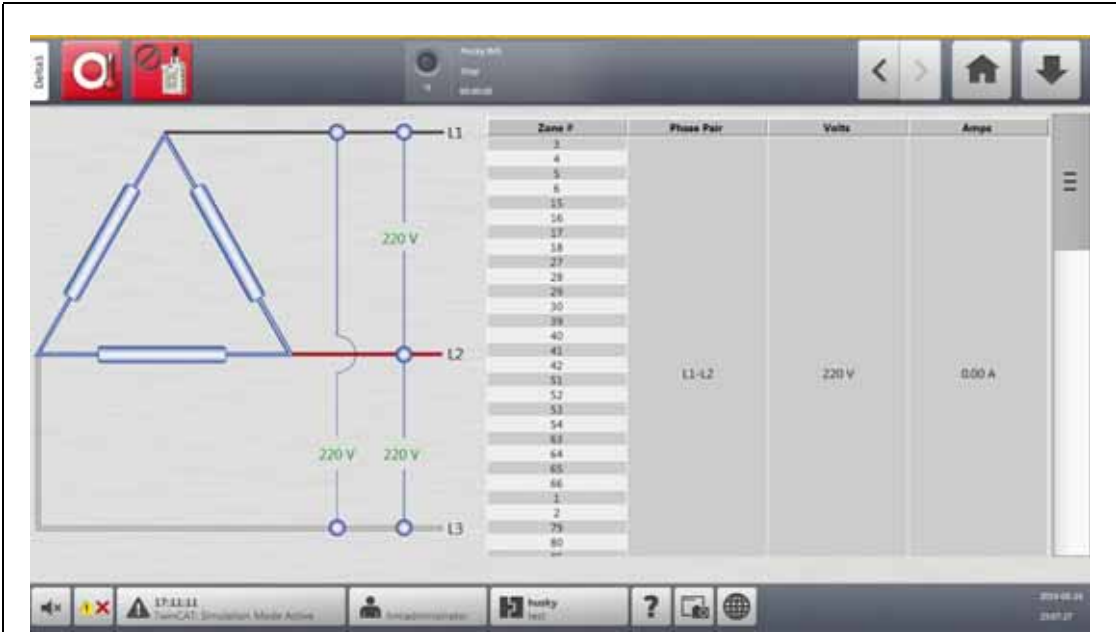 Delta3
L1
220 V
L2
220 V
220 V
L3
Zone # Phase Pair Volts Amps
3
4
5
6
15
16
17
18
27
28
29
30
39
40
41
42
51
52
53
54
63
64
65
66
1
2
79
80
L1-L2 220 V 0.00 A
17:11:11
TwinCAT: Simulation Mode Active
hmiadministrator
husky
test
?